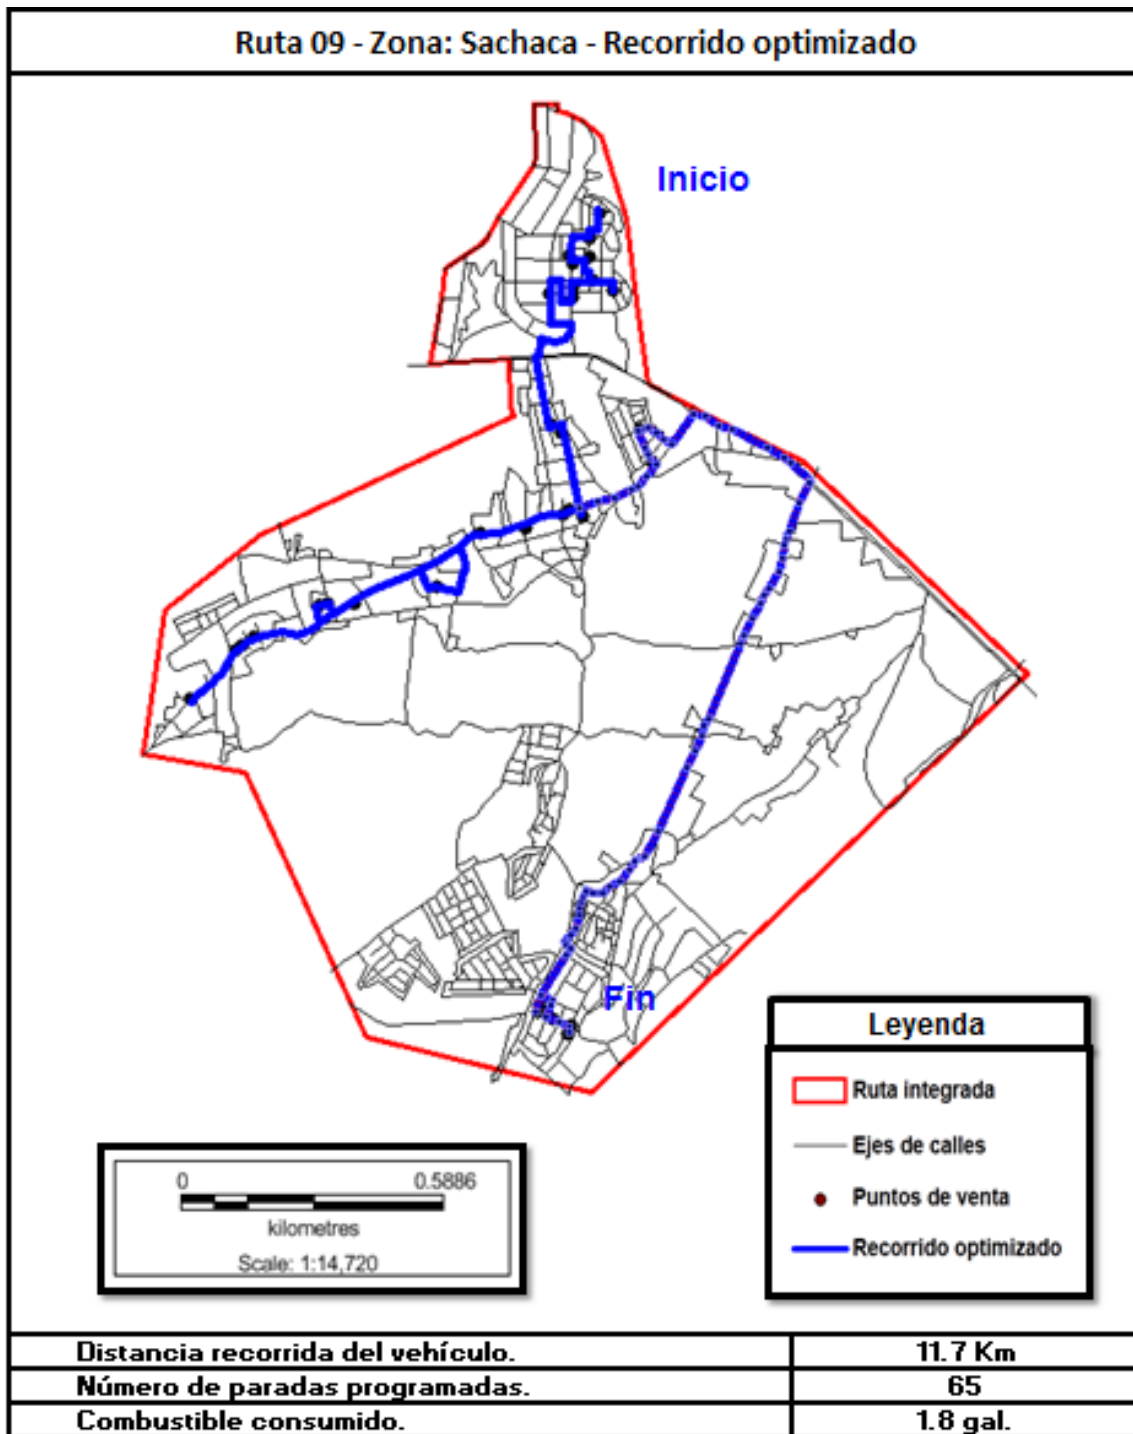 Ruta 09 - Zona: Sachaca - Recorrido optimizado
Inicio
Fin
Leyenda
Ruta integrada
Ejes de calles
Puntos de venta
Recorrido optimizado
0 0.5886
kilometres
Scale: 1:14,720
Distancia recorrida del vehículo. 11.7 Km
Número de paradas programadas. 65
Combustible consumido. 1.8 gal.